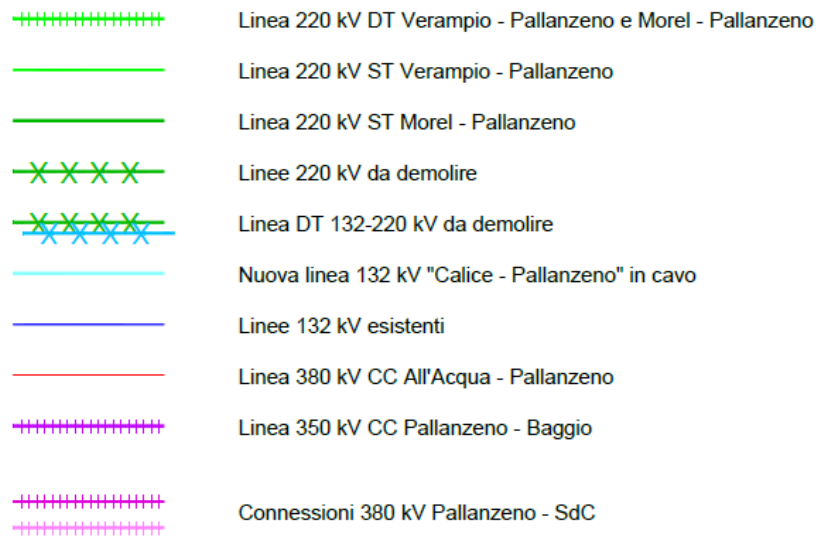 Linea 220 kV DT Verampio - Pallanzeno e Morel - Pallanzeno
Linea 220 kV ST Verampio - Pallanzeno
Linea 220 kV ST Morel - Pallanzeno
Linee 220 kV da demolire
Linea DT 132-220 kV da demolire
Nuova linea 132 kV "Calice - Pallanzeno" in cavo
Linee 132 kV esistenti
Linea 380 kV CC All'Acqua - Pallanzeno
Linea 350 kV CC Pallanzeno - Baggio
Connessioni 380 kV Pallanzeno - SdC